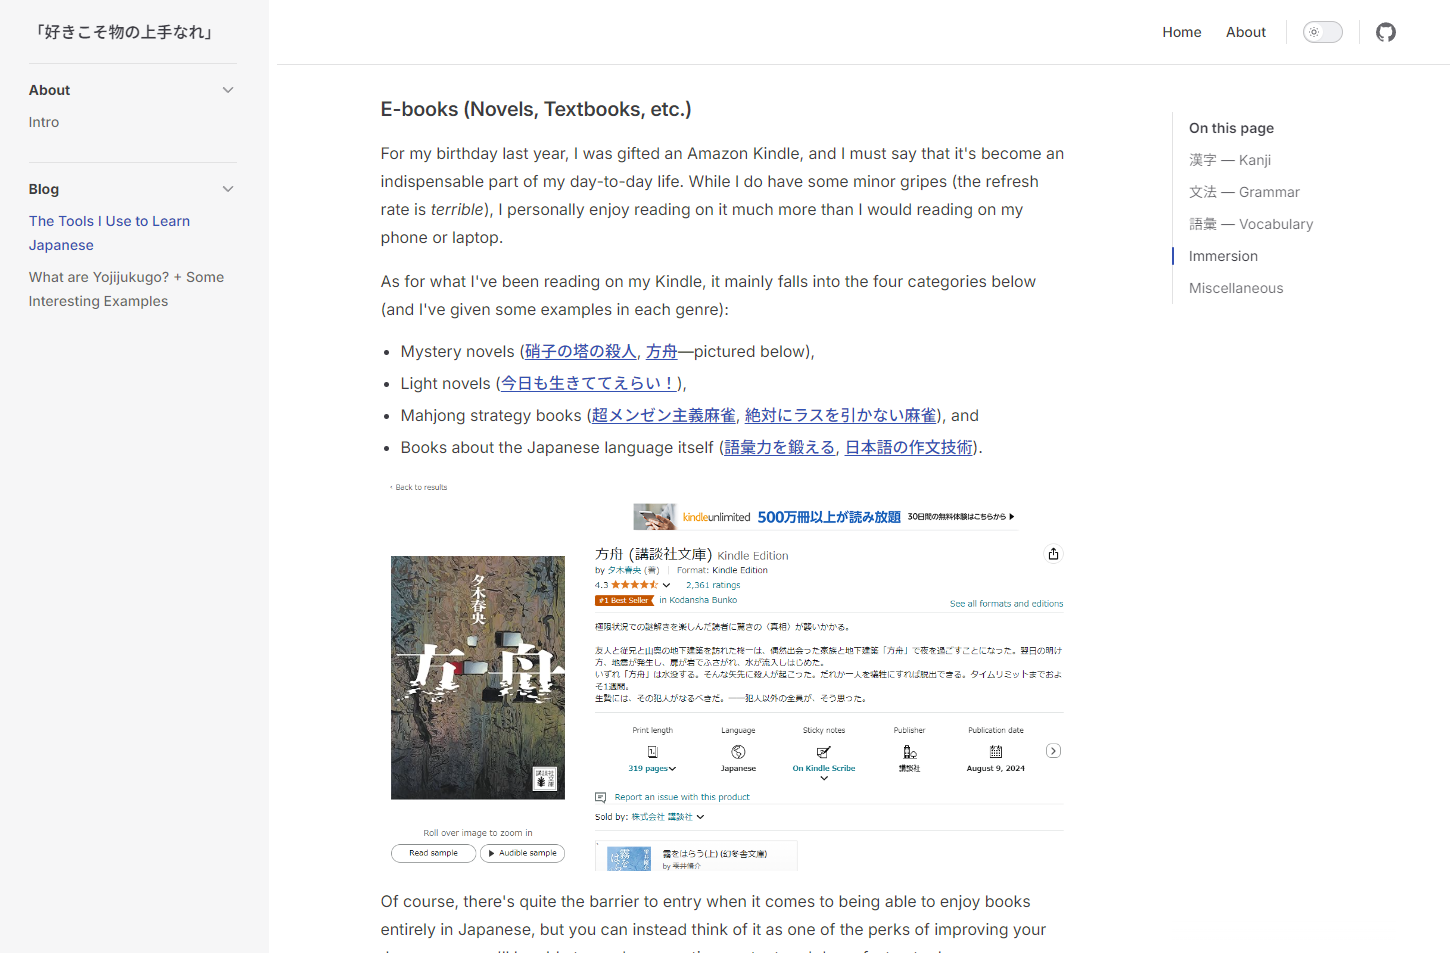 「好きこそ物の上手なれ」
About
Intro
Blog
The Tools I Use to Learn
Japanese
What are Yojijukugo? + Some
Interesting Examples
Home
About
E-books (Novels, Textbooks, etc.)
For my birthday last year, I was gifted an Amazon Kindle, and I must say that it's become an
indispensable part of my day-to-day life. While I do have some minor gripes (the refresh
rate is terrible), I personally enjoy reading on it much more than I would reading on my
phone or laptop.
As for what I've been reading on my Kindle, it mainly falls into the four categories below
(and I've given some examples in each genre):
Mystery novels (硝子の塔の殺人, 方舟—pictured below),
Light novels (今日も生きててえらい！),
Mahjong strategy books (超メンゼン主義麻雀, 絶対にラスを引かない麻雀), and
Books about the Japanese language itself (語彙力を鍛える, 日本語の作文技術).
‹ Back to results
kindleunlimited 500万冊以上が読み放題 30日間の無料体験はこちらから
夕木春央
方舟
講談社文庫
Roll over image to zoom in
Read sample
Audible sample
方舟 (講談社文庫) Kindle Edition
by 夕木春央 (著) Format: Kindle Edition
4.3 2,361 ratings
#1 Best Seller in Kodansha Bunko
See all formats and editions
極限状況での謎解きを楽しんだ読者に驚きの〈真相〉が襲いかかる。
友人と従兄と山奥の地下建築を訪れた柊一は、偶然出会った家族と地下建築「方舟」で夜を過ごすことになった。翌日の明け
方、地震が発生し、扉が岩でふさがれ、水が流入しはじめた。
いずれ「方舟」は水没する。そんな矢先に殺人が起こった。だれか一人を犠牲にすれば脱出できる。タイムリミットまでおよ
そ1週間。
生贄には、その犯人がなるべきだ。――犯人以外の全員が、そう思った。
Print length
319 pages
Language
Japanese
Sticky notes
On Kindle Scribe
Publisher
講談社
Publication date
August 9, 2024
Report an issue with this product
Sold by: 株式会社 講談社
霧をはらう(上) (幻冬舎文庫)
by 雫井脩介
Of course, there's quite the barrier to entry when it comes to being able to enjoy books
entirely in Japanese, but you can instead think of it as one of the perks of improving your
On this page
漢字 — Kanji
文法 — Grammar
語彙 — Vocabulary
Immersion
Miscellaneous